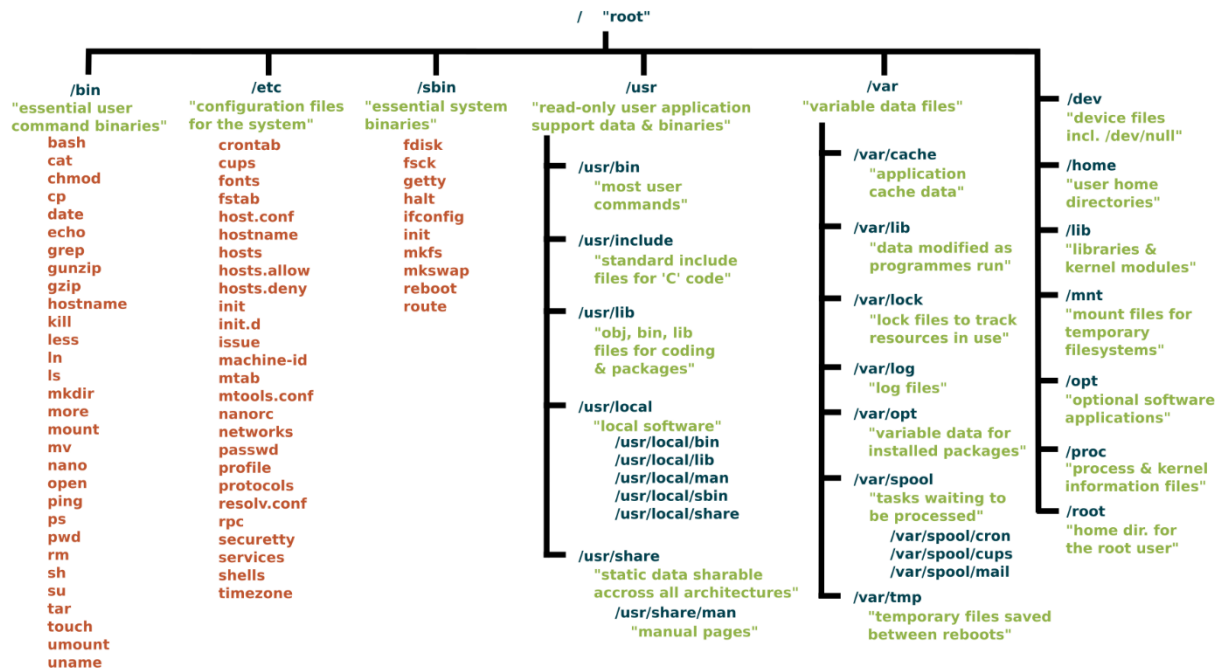 / "root"
/bin
"essential user
command binaries"
bash
cat
chmod
cp
date
echo
grep
gunzip
gzip
hostname
kill
less
ln
ls
mkdir
more
mount
mv
nano
open
ping
ps
pwd
rm
sh
su
tar
touch
umount
uname
/etc
"configuration files
for the system"
crontab
cups
fonts
fstab
host.conf
hostname
hosts
hosts.allow
hosts.deny
init
init.d
issue
machine-id
mtab
mtools.conf
nanorc
networks
passwd
profile
protocols
resolv.conf
rpc
securetty
services
shells
timezone
/sbin
"essential system
binaries"
fdisk
fsck
getty
halt
ifconfig
init
mkfs
mkswap
reboot
route
/usr
"read-only user application
support data & binaries"
/usr/bin
"most user
commands"
/usr/include
"standard include
files for 'C' code"
/usr/lib
"obj, bin, lib
files for coding
& packages"
/usr/local
"local software"
/usr/local/bin
/usr/local/lib
/usr/local/man
/usr/local/sbin
/usr/local/share
/usr/share
"static data sharable
accross all architectures"
/usr/share/man
"manual pages"
/var
"variable data files"
/var/cache
"application
cache data"
/var/lib
"data modified as
programmes run"
/var/lock
"lock files to track
resources in use"
/var/log
"log files"
/var/opt
"variable data for
installed packages"
/var/spool
"tasks waiting to
be processed"
/var/spool/cron
/var/spool/cups
/var/spool/mail
/var/tmp
"temporary files saved
between reboots"
/dev
"device files
incl. /dev/null"
/home
"user home
directories"
/lib
"libraries &
kernel modules"
/mnt
"mount files for
temporary
filesystems"
/opt
"optional software
applications"
/proc
"process & kernel
information files"
/root
"home dir. for
the root user"